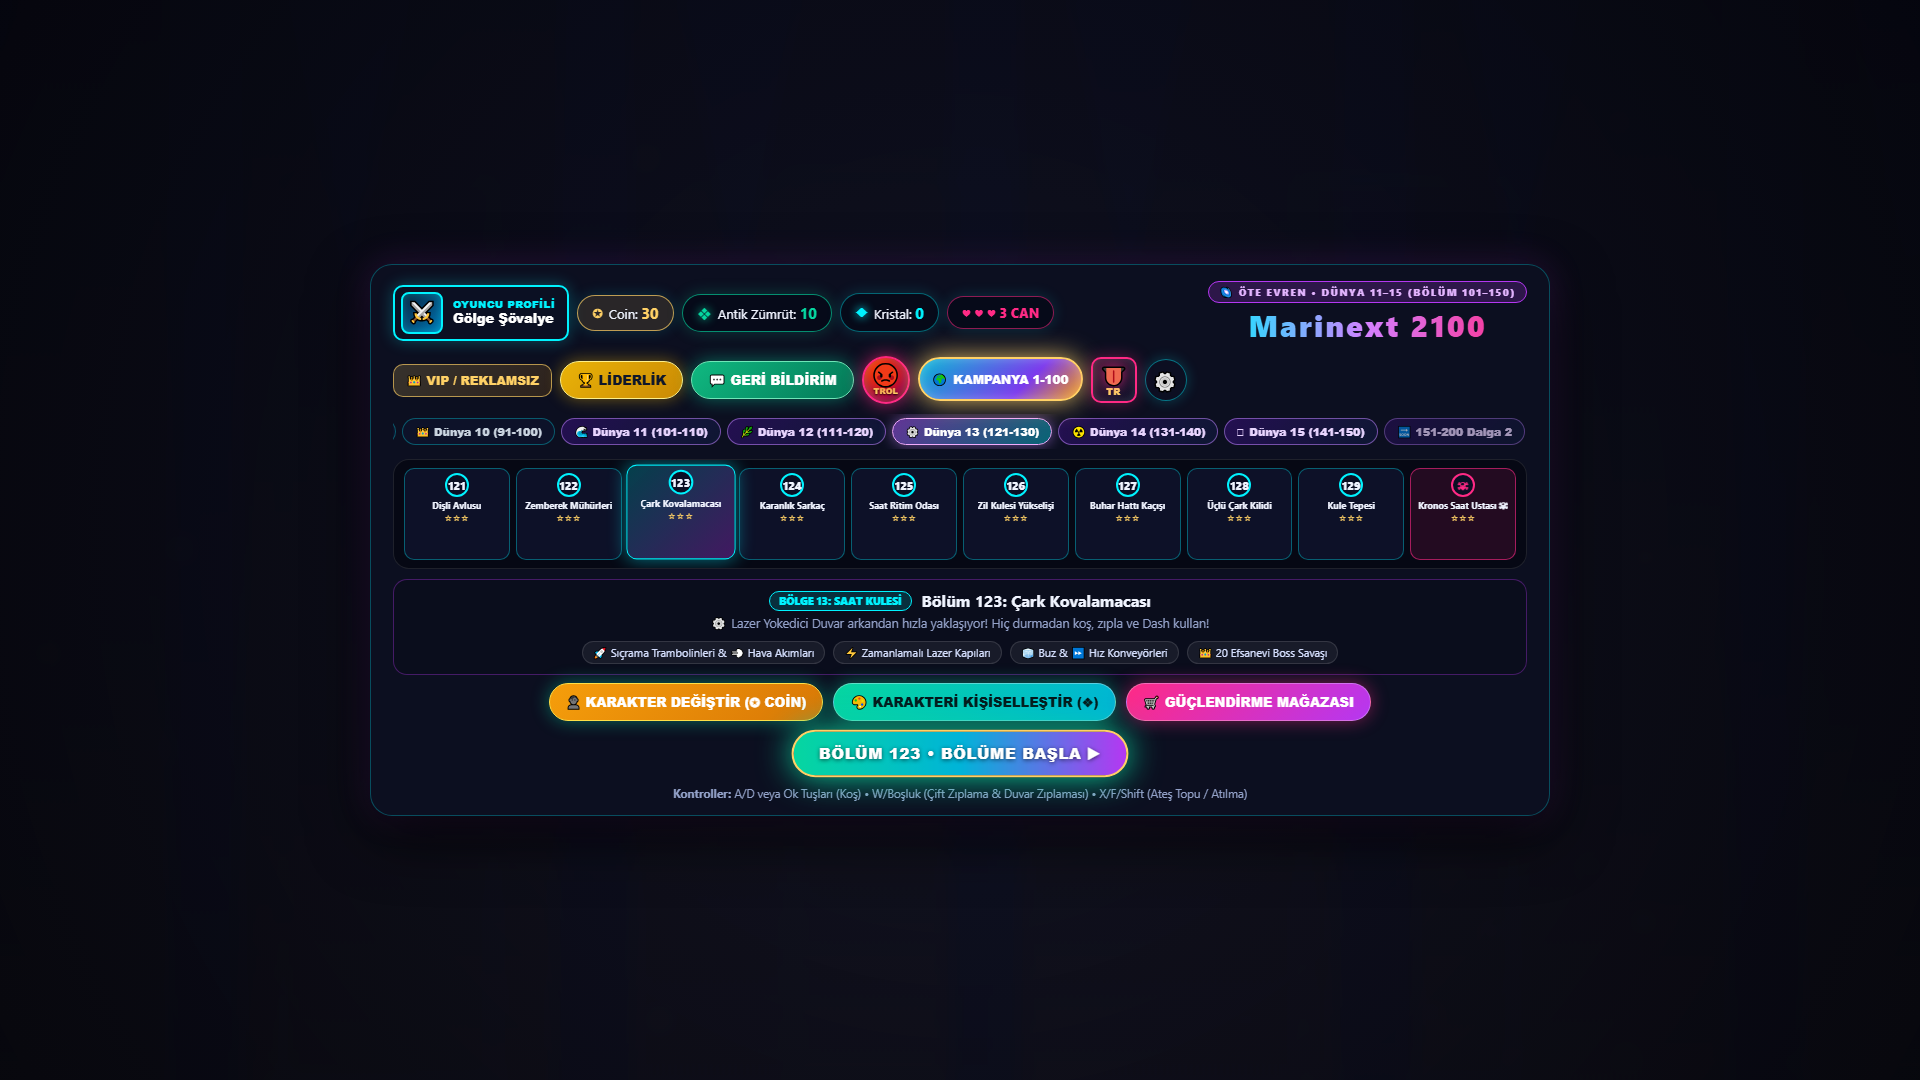 OYUNCU PROFİLİ
Gölge Şövalye
Coin: 30
Antik Zümrüt: 10
Kristal: 0
3 CAN
ÖTE EVREN • DÜNYA 11–15 (BÖLÜM 101–150)
Marinext 2100
VIP / REKLAMSIZ
LİDERLİK
GERİ BİLDİRİM
TROL
KAMPANYA 1-100
TR
Dünya 10 (91-100)
Dünya 11 (101-110)
Dünya 12 (111-120)
Dünya 13 (121-130)
Dünya 14 (131-140)
Dünya 15 (141-150)
151-200 Dalga 2
121
Dişli Avlusu
122
Zemberek Mühürleri
123
Çark Kovalamacası
124
Karanlık Sarkaç
125
Saat Ritim Odası
126
Zil Kulesi Yükselişi
127
Buhar Hattı Kaçışı
128
Üçlü Çark Kilidi
129
Kule Tepesi
Kronos Saat Ustası
BÖLGE 13: SAAT KULESİ
Bölüm 123: Çark Kovalamacası
Lazer Yokedici Duvar arkandan hızla yaklaşıyor! Hiç durmadan koş, zıpla ve Dash kullan!
Sıçrama Trambolinleri & Hava Akımları
Zamanlamalı Lazer Kapıları
Buz & Hız Konveyörleri
20 Efsanevi Boss Savaşı
KARAKTER DEĞİŞTİR (✪ COİN)
KARAKTERİ KİŞİSELLEŞTİR (❖)
GÜÇLENDİRME MAĞAZASI
BÖLÜM 123 • BÖLÜME BAŞLA ▶
Kontroller: A/D veya Ok Tuşları (Koş) • W/Boşluk (Çift Zıplama & Duvar Zıplaması) • X/F/Shift (Ateş Topu / Atılma)